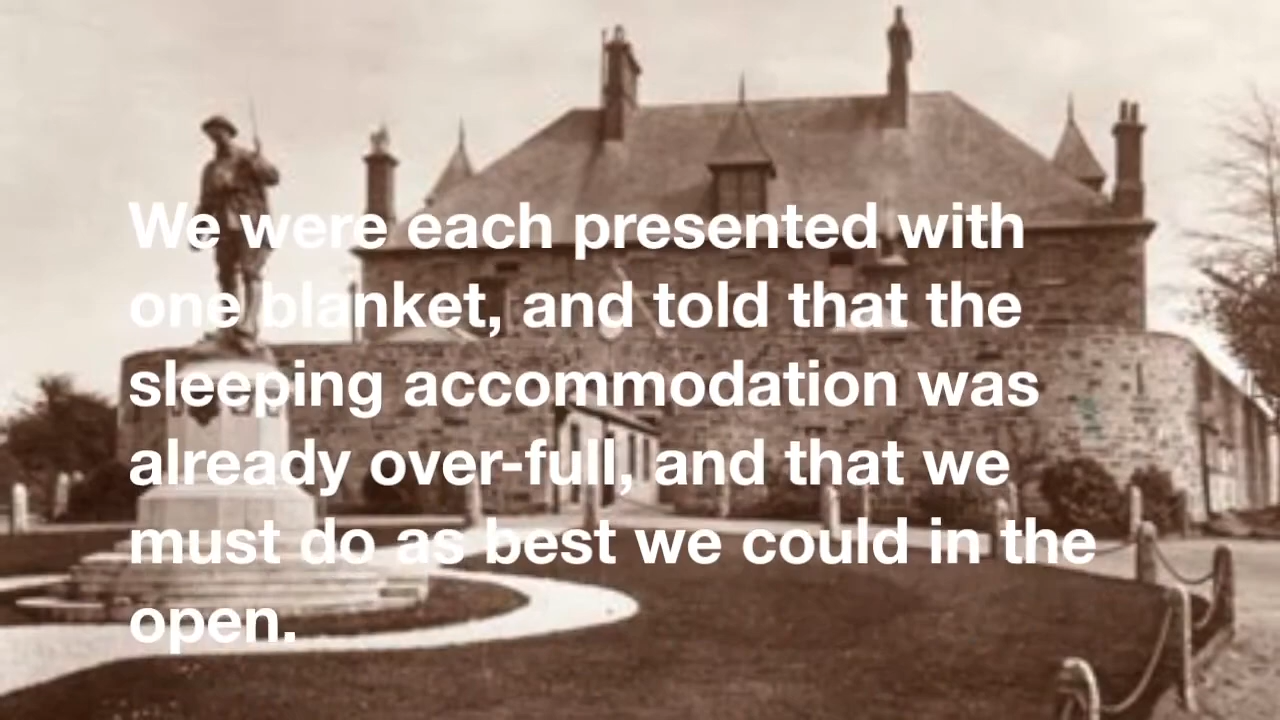 We were each presented with
one blanket, and told that the
sleeping accommodation was
already over-full, and that we
must do as best we could in the
open.